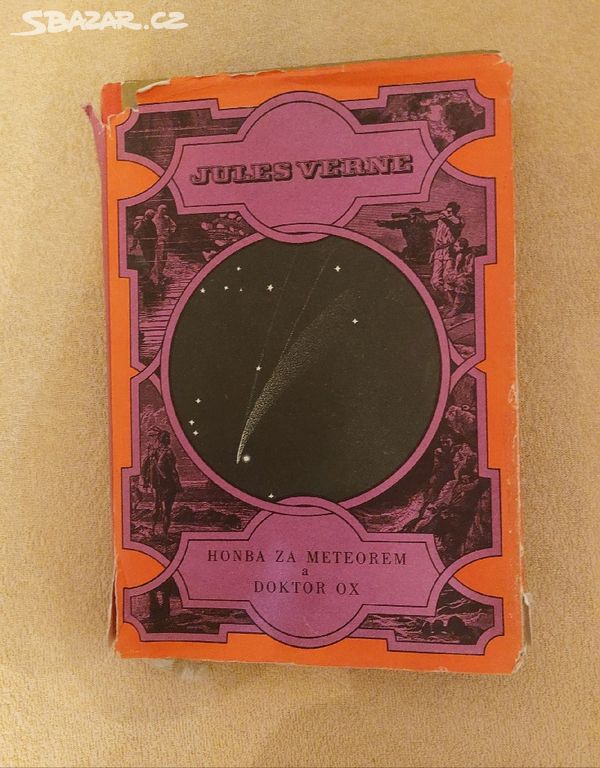 SBAZAR.CZ
JULES VERNE
HONBA ZA METEOREM
a
DOKTOR OX